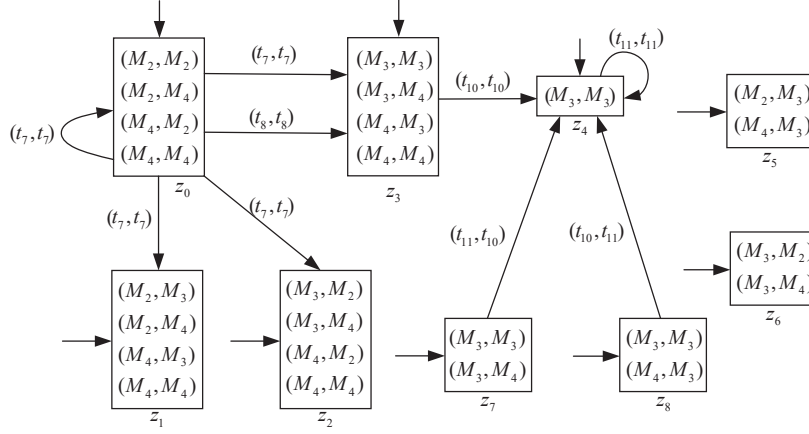 (M₂, M₂)
(M₂, M₄)
(M₄, M₂)
(M₄, M₄)
z₀
(t₇, t₇)
(t₇, t₇)
(t₈, t₈)
(M₃, M₃)
(M₃, M₄)
(M₄, M₃)
(M₄, M₄)
z₃
(t₁₀, t₁₀)
(t₁₁, t₁₁)
(M₃, M₃)
z₄
(M₂, M₃)
(M₄, M₃)
z₅
(t₇, t₇)
(t₇, t₇)
(t₁₁, t₁₀)
(t₁₀, t₁₁)
(M₃, M₂)
(M₃, M₄)
z₆
(M₂, M₃)
(M₂, M₄)
(M₄, M₃)
(M₄, M₄)
z₁
(M₃, M₂)
(M₃, M₄)
(M₄, M₂)
(M₄, M₄)
z₂
(M₃, M₃)
(M₃, M₄)
z₇
(M₃, M₃)
(M₄, M₃)
z₈